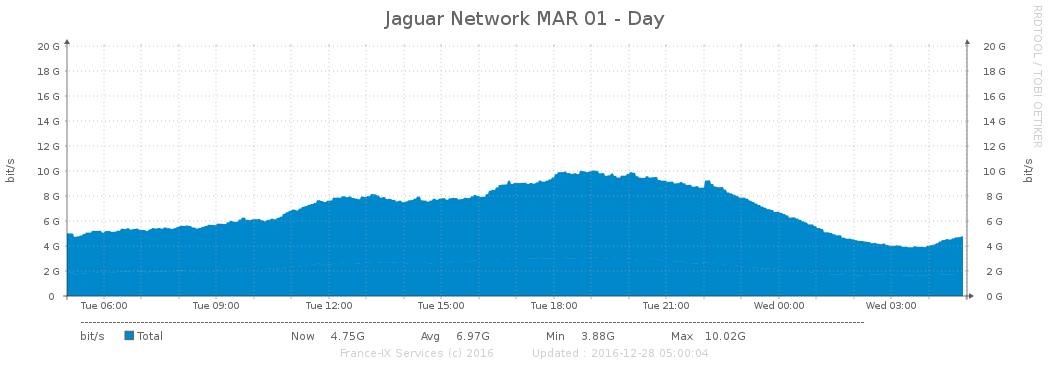 Jaguar Network MAR 01 - Day
RRDTOOL / TOBI OETIKER
20 G 20 G
18 G 18 G
16 G 16 G
14 G 14 G
12 G 12 G
10 G 10 G
8 G 8 G
6 G 6 G
4 G 4 G
2 G 2 G
0 0 G
bit/s
bit/s
Tue 06:00 Tue 09:00 Tue 12:00 Tue 15:00 Tue 18:00 Tue 21:00 Wed 00:00 Wed 03:00
bit/s Total Now 4.75G Avg 6.97G Min 3.88G Max 10.02G
France-IX Services (c) 2016 Updated : 2016-12-28 05:00:04